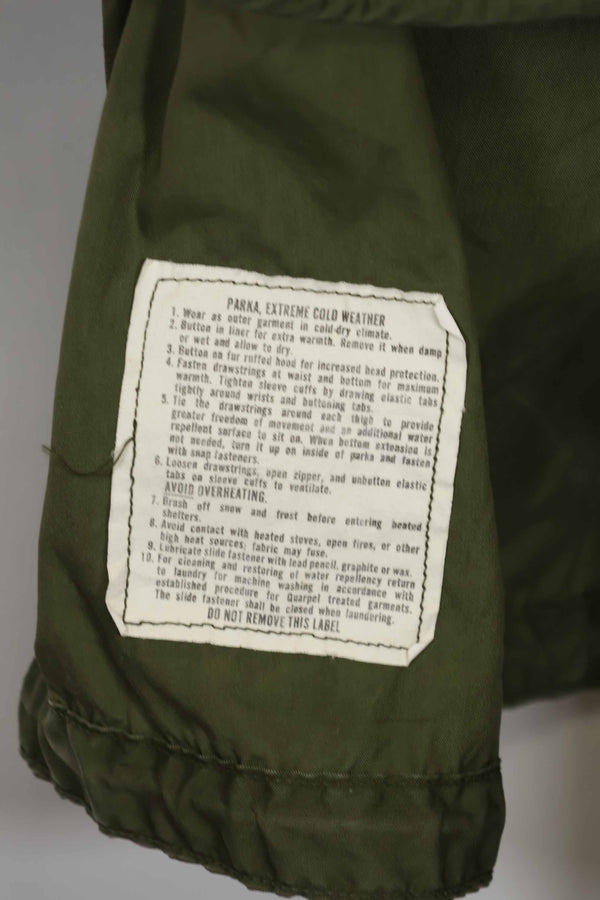 PARKA, EXTREME COLD WEATHER
1. Wear as outer garment in cold-dry climate.
2. Button in liner for extra warmth. Remove it when damp
or wet and allow to dry.
3. Button on fur ruffed hood for increased head protection.
4. Fasten drawstrings at waist and bottom for maximum
warmth. Tighten sleeve cuffs by drawing elastic tabs
tightly around wrists and buttoning tabs.
5. Tie the drawstrings around each thigh to provide
greater freedom of movement and an additional water
repellent surface to sit on. When bottom extension is
not needed, turn it up on inside of parka and fasten
with snap fasteners.
6. Loosen drawstrings, open zipper, and unbutton elastic
tabs on sleeve cuffs to ventilate.
AVOID OVERHEATING.
7. Brash off snow and frost before entering heated
shelters.
8. Avoid contact with heated stoves, open fires, or other
high heat sources; fabric may fuse.
9. Lubricate slide fastener with lead pencil, graphite or wax.
10. For cleaning and restoring of water repellency return
to laundry for machine washing in accordance with
established procedure for Quarpel treated garments.
The slide fastener shall be closed when laundering.
DO NOT REMOVE THIS LABEL